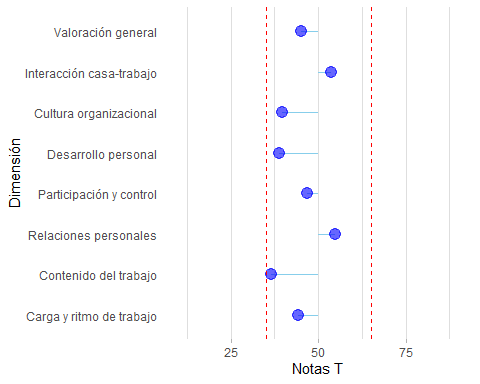 Valoración general
Interacción casa-trabajo
Cultura organizacional
Desarrollo personal
Participación y control
Relaciones personales
Contenido del trabajo
Carga y ritmo de trabajo
Dimensión
25 50 75
Notas T